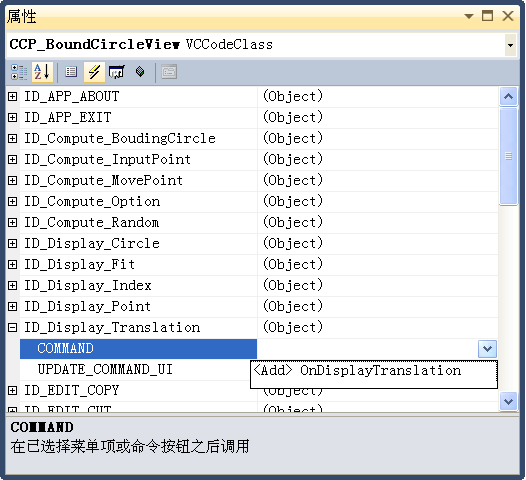 属性
CCP_BoundCircleView VCCodeClass
ID_APP_ABOUT (Object)
ID_APP_EXIT (Object)
ID_Compute_BoudingCircle (Object)
ID_Compute_InputPoint (Object)
ID_Compute_MovePoint (Object)
ID_Compute_Option (Object)
ID_Compute_Random (Object)
ID_Display_Circle (Object)
ID_Display_Fit (Object)
ID_Display_Index (Object)
ID_Display_Point (Object)
ID_Display_Translation (Object)
COMMAND
UPDATE_COMMAND_UI <Add> OnDisplayTranslation
ID_EDIT_COPY (Object)
ID_EDIT_CUT (Object)
COMMAND
在已选择菜单项或命令按钮之后调用